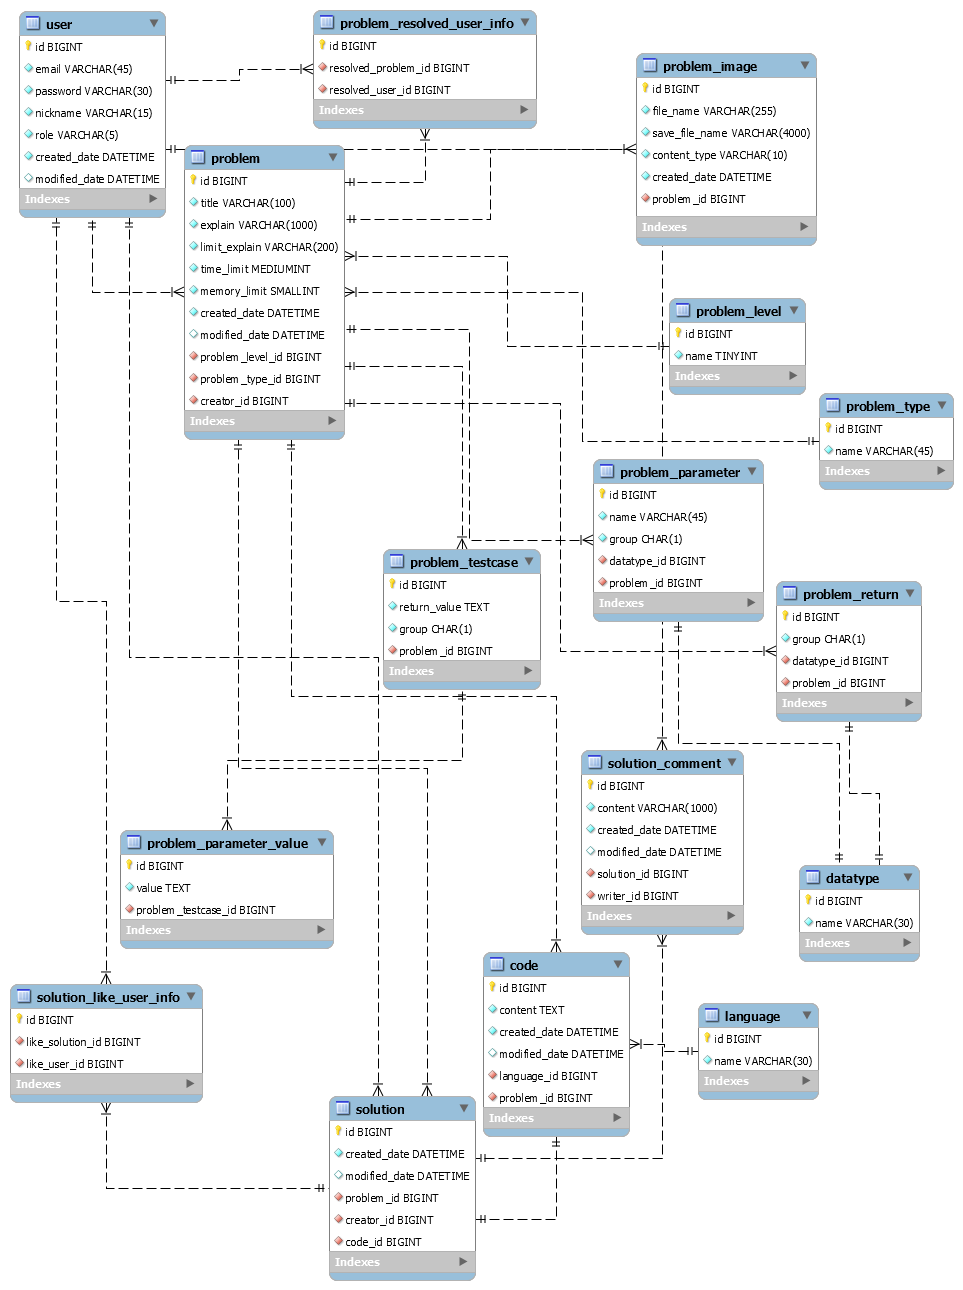 user
id BIGINT
email VARCHAR(45)
password VARCHAR(30)
nickname VARCHAR(15)
role VARCHAR(5)
created_date DATETIME
modified_date DATETIME
Indexes
problem_resolved_user_info
id BIGINT
resolved_problem_id BIGINT
resolved_user_id BIGINT
Indexes
problem_image
id BIGINT
file_name VARCHAR(255)
save_file_name VARCHAR(4000)
content_type VARCHAR(10)
created_date DATETIME
problem_id BIGINT
Indexes
problem
id BIGINT
title VARCHAR(100)
explain VARCHAR(1000)
limit_explain VARCHAR(200)
time_limit MEDIUMINT
memory_limit SMALLINT
created_date DATETIME
modified_date DATETIME
problem_level_id BIGINT
problem_type_id BIGINT
creator_id BIGINT
Indexes
problem_level
id BIGINT
name TINYINT
Indexes
problem_type
id BIGINT
name VARCHAR(45)
Indexes
problem_parameter
id BIGINT
name VARCHAR(45)
group CHAR(1)
datatype_id BIGINT
problem_id BIGINT
Indexes
problem_testcase
id BIGINT
return_value TEXT
group CHAR(1)
problem_id BIGINT
Indexes
problem_return
id BIGINT
group CHAR(1)
datatype_id BIGINT
problem_id BIGINT
Indexes
solution_comment
id BIGINT
content VARCHAR(1000)
created_date DATETIME
modified_date DATETIME
solution_id BIGINT
writer_id BIGINT
Indexes
problem_parameter_value
id BIGINT
value TEXT
problem_testcase_id BIGINT
Indexes
datatype
id BIGINT
name VARCHAR(30)
Indexes
code
id BIGINT
content TEXT
created_date DATETIME
modified_date DATETIME
language_id BIGINT
problem_id BIGINT
Indexes
solution_like_user_info
id BIGINT
like_solution_id BIGINT
like_user_id BIGINT
Indexes
language
id BIGINT
name VARCHAR(30)
Indexes
solution
id BIGINT
created_date DATETIME
modified_date DATETIME
problem_id BIGINT
creator_id BIGINT
code_id BIGINT
Indexes